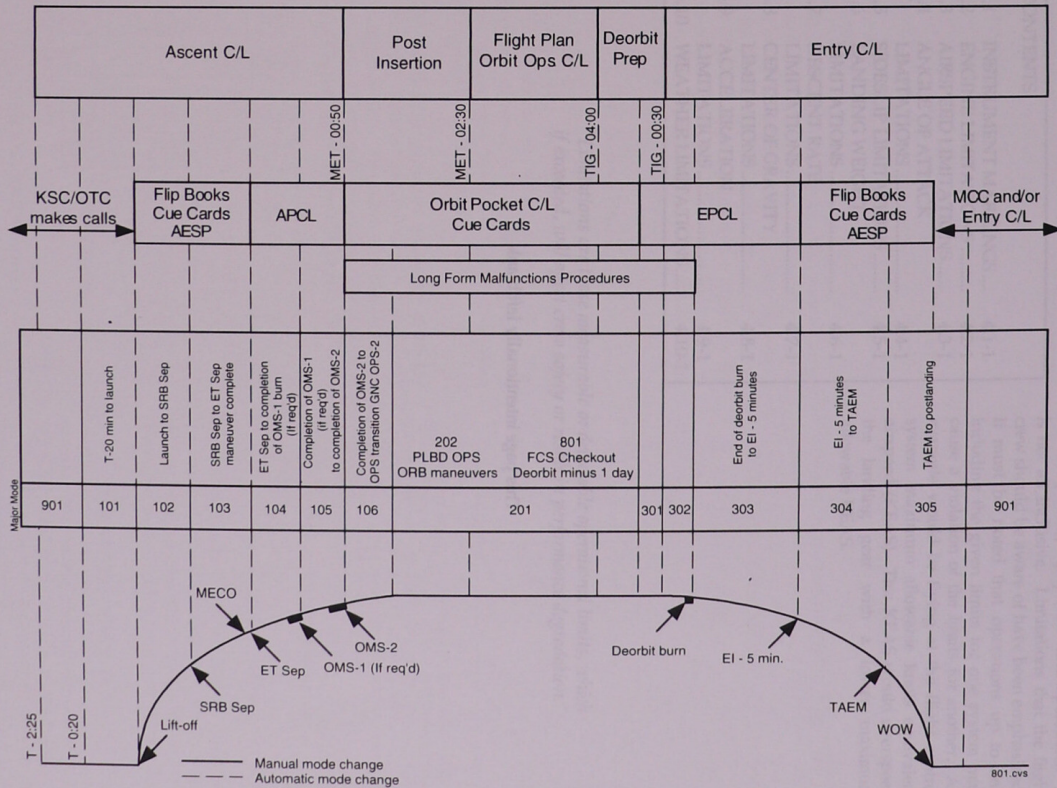 Ascent C/L
Post
Insertion
Flight Plan
Orbit Ops C/L
Deorbit
Prep
Entry C/L
MET - 00:50
MET - 02:30
TIG - 04:00
TIG - 00:30
KSC/OTC
makes calls
Flip Books
Cue Cards
AESP
APCL
Orbit Pocket C/L
Cue Cards
EPCL
Flip Books
Cue Cards
AESP
MCC and/or
Entry C/L
Long Form Malfunctions Procedures
T-20 min to launch
Launch to SRB Sep
SRB Sep to ET Sep
maneuver complete
ET Sep to completion
of OMS-1 burn
(If req'd)
Completion of OMS-1
(if req'd)
to completion of OMS-2
Completion of OMS-2 to
OPS transition GNC OPS-2
202
PLBD OPS
ORB maneuvers
801
FCS Checkout
Deorbit minus 1 day
End of deorbit burn
to EI - 5 minutes
EI - 5 minutes
to TAEM
TAEM to postlanding
Major Mode
901
101
102
103
104
105
106
201
301
302
303
304
305
901
MECO
ET Sep
OMS-2
OMS-1 (If req'd)
SRB Sep
Lift-off
Deorbit burn
EI - 5 min.
TAEM
WOW
T - 2:25
T - 0:20
Manual mode change
Automatic mode change
801.cvs